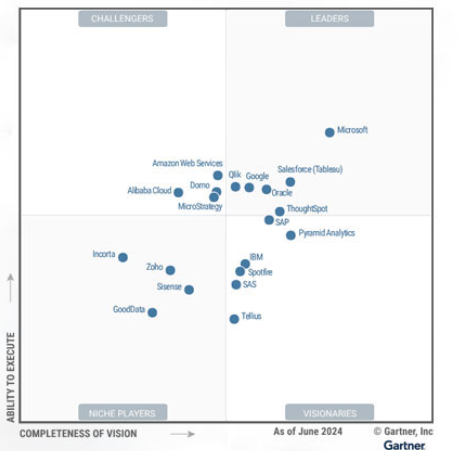 CHALLENGERS
LEADERS
Microsoft
Amazon Web Services
Salesforce (Tableau)
Qlik
Google
Domo
Alibaba Cloud
Oracle
MicroStrategy
ThoughtSpot
SAP
Pyramid Analytics
Incorta
IBM
Zoho
Spotfire
Sisense
SAS
GoodData
Tellius
ABILITY TO EXECUTE
NICHE PLAYERS
VISIONARIES
COMPLETENESS OF VISION
As of June 2024
© Gartner, Inc
Gartner